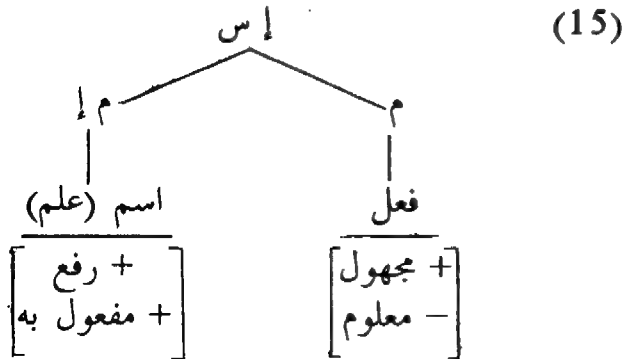 (15)
إ س
م
م إ
فعل
اسم (علم)
+ مجهول
+ رفع
− معلوم
+ مفعول به